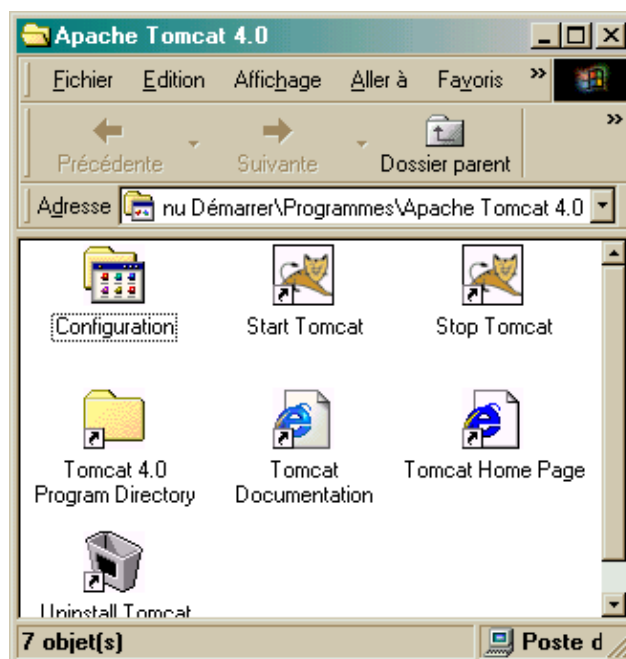 Apache Tomcat 4.0
Fichier Edition Affichage Aller à Favoris »
Précédente Suivante Dossier parent »
Adresse nu Démarrer\Programmes\Apache Tomcat 4.0
Configuration Start Tomcat Stop Tomcat
Tomcat 4.0 Tomcat Tomcat Home Page
Program Directory Documentation
Uninstall Tomcat
7 objet(s) Poste d